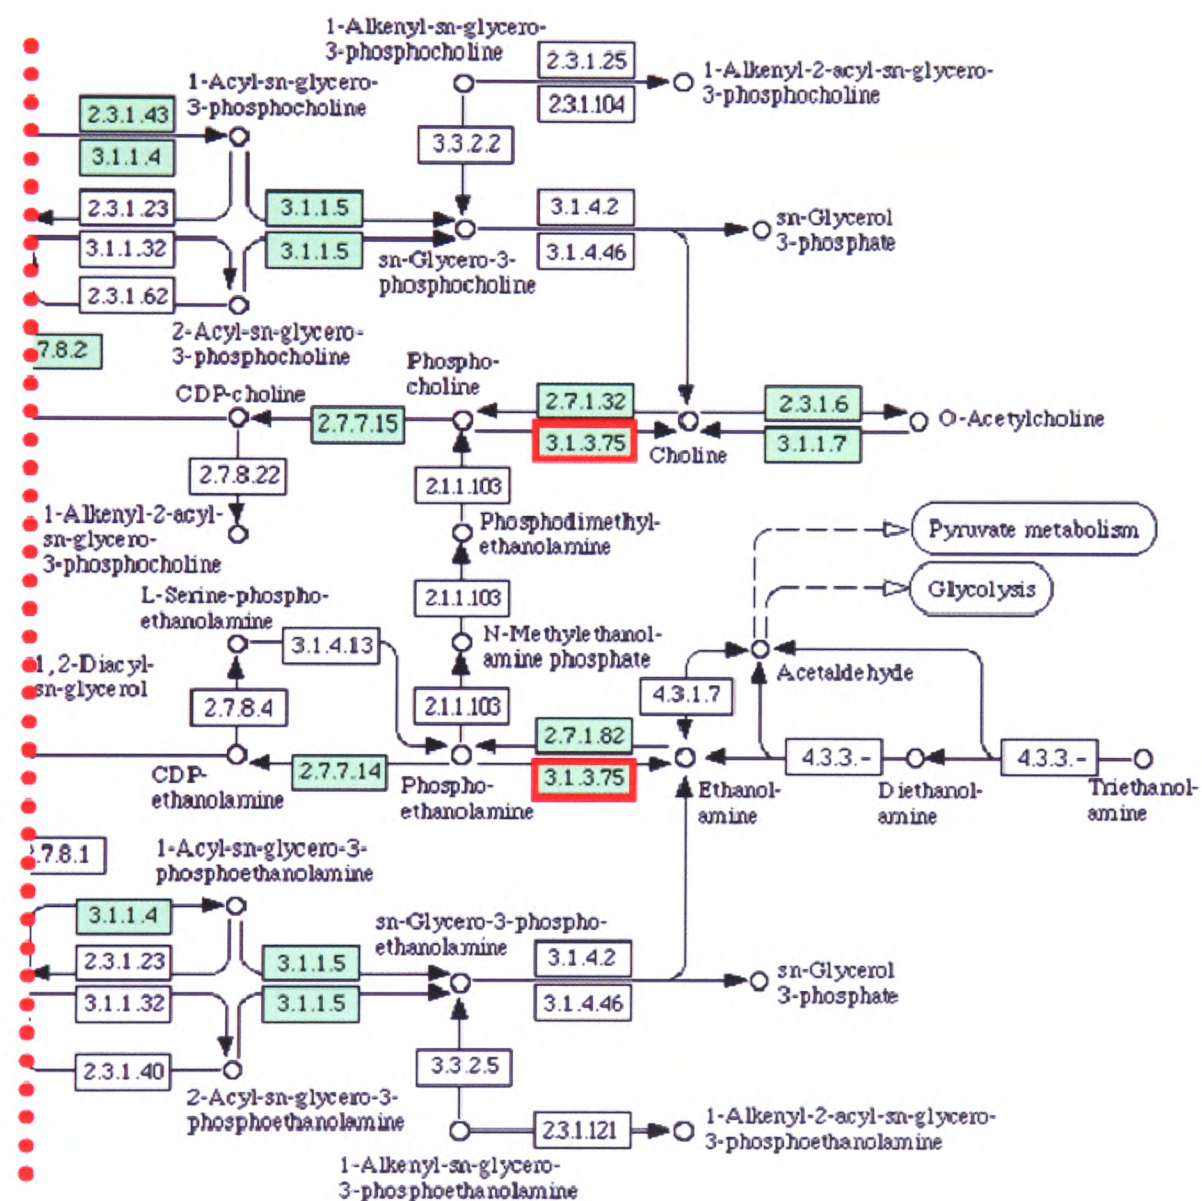 1-Alkenyl-sn-glycero-
3-phosphocholine
2.3.1.25
1-Alkenyl-2-acyl-sn-glycero-
3-phosphocholine
2.3.1.104
1-Acyl-sn-glycero-
3-phosphocholine
2.3.1.43
3.1.1.4
3.3.2.2
2.3.1.23
3.1.1.5
3.1.4.2
sn-Glycerol
3-phosphate
3.1.1.32
3.1.1.5
3.1.4.46
sn-Glycero-3-
phosphocholine
2.3.1.62
2-Acyl-sn-glycero-
3-phosphocholine
7.8.2
Phospho-
choline
CDP-choline
2.7.7.15
2.7.1.32
3.1.3.75
Choline
2.3.1.6
3.1.1.7
O-Acetylcholine
2.7.8.22
2.1.1.103
1-Alkenyl-2-acyl-
sn-glycero-
3-phosphocholine
Phosphodimethyl-
ethanolamine
Pyruvate metabolism
Glycolysis
L-Serine-phospho-
ethanolamine
2.1.1.103
3.1.4.13
N-Methylethanol-
amine phosphate
1,2-Diacyl-
sn-glycerol
Acetaldehyde
2.7.8.4
2.1.1.103
4.3.1.7
2.7.1.82
4.3.3.-
4.3.3.-
CDP-
ethanolamine
2.7.7.14
Phospho-
ethanolamine
3.1.3.75
Ethanol-
amine
Diethanol-
amine
Triethanol-
amine
.7.8.1
1-Acyl-sn-glycero-3-
phosphoethanolamine
3.1.1.4
sn-Glycero-3-phospho-
ethanolamine
2.3.1.23
3.1.1.5
3.1.4.2
sn-Glycerol
3-phosphate
3.1.1.32
3.1.1.5
3.1.4.46
2.3.1.40
3.3.2.5
2-Acyl-sn-glycero-3-
phosphoethanolamine
2.3.1.121
1-Alkenyl-2-acyl-sn-glycero-
3-phosphoethanolamine
1-Alkenyl-sn-glycero-
3-phosphoethanolamine